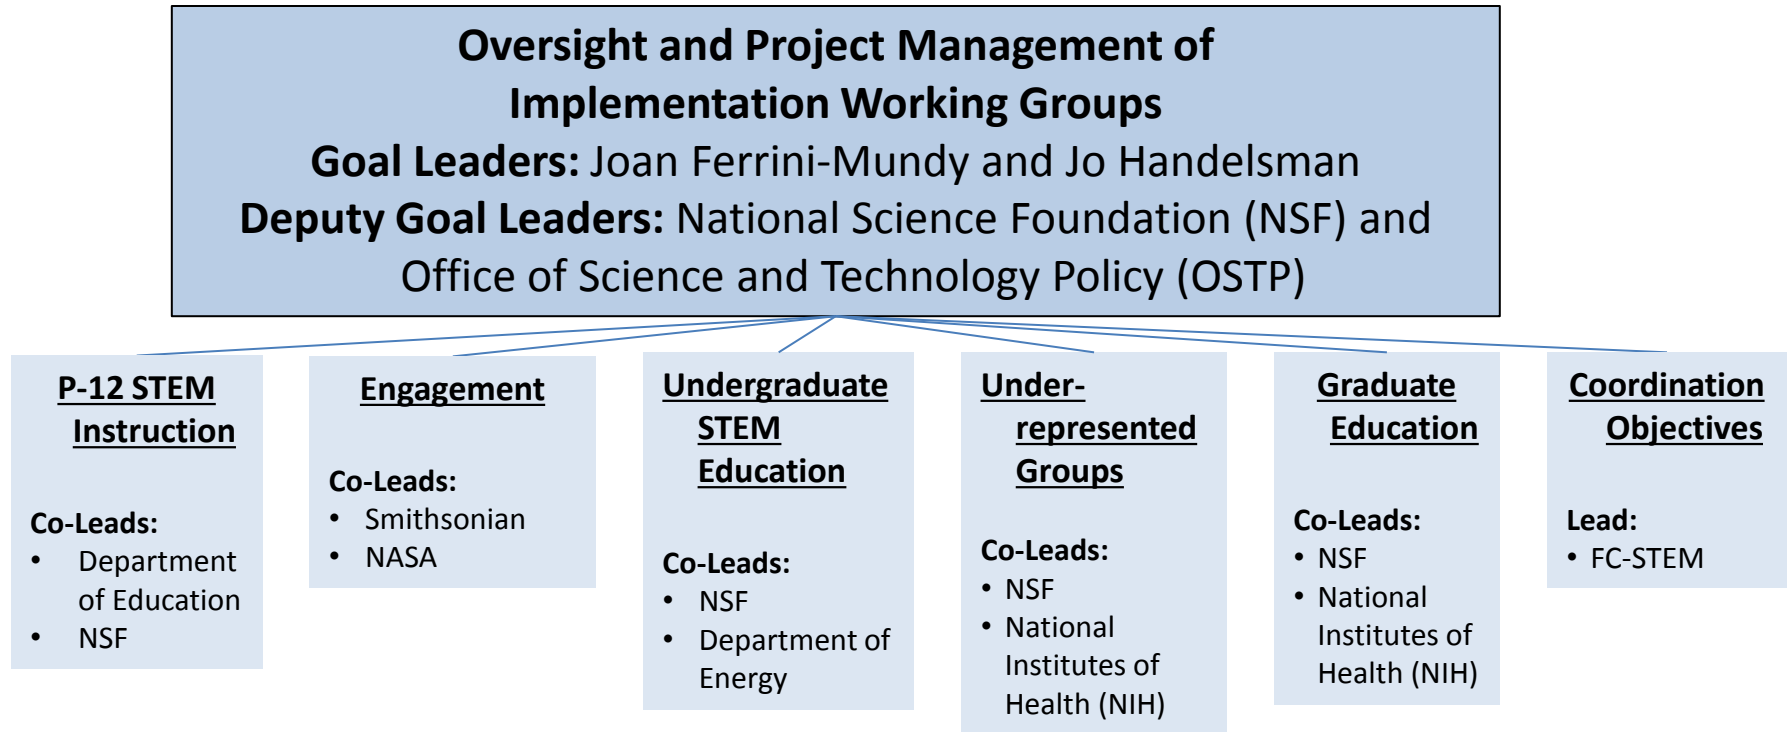 Oversight and Project Management of
Implementation Working Groups
Goal Leaders: Joan Ferrini-Mundy and Jo Handelsman
Deputy Goal Leaders: National Science Foundation (NSF) and
Office of Science and Technology Policy (OSTP)
P-12 STEM
Instruction
Co-Leads:
• Department
of Education
• NSF
Engagement
Co-Leads:
• Smithsonian
• NASA
Undergraduate
STEM
Education
Co-Leads:
• NSF
• Department of
Energy
Under-
represented
Groups
Co-Leads:
• NSF
• National
Institutes of
Health (NIH)
Graduate
Education
Co-Leads:
• NSF
• National
Institutes of
Health (NIH)
Coordination
Objectives
Lead:
• FC-STEM